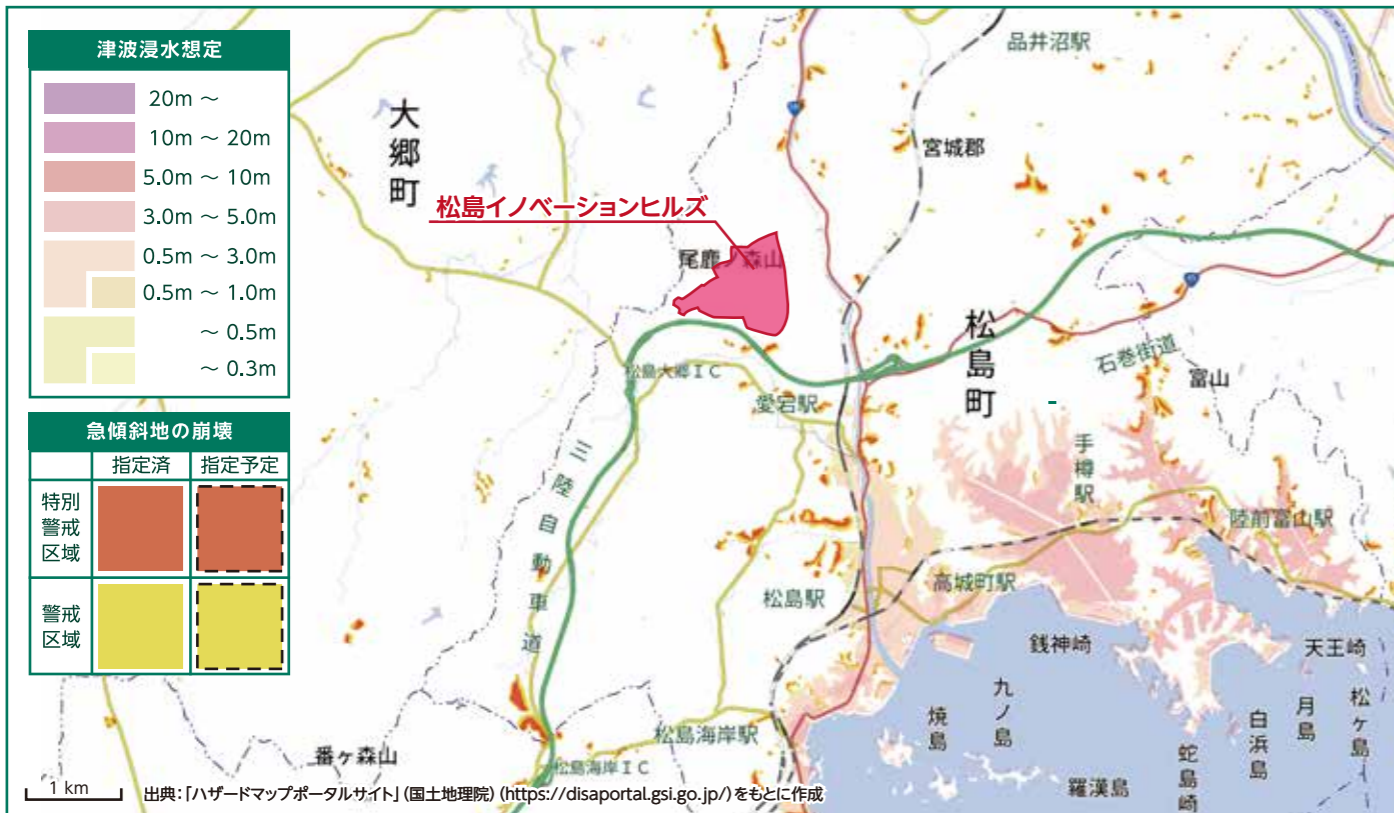 津波浸水想定
20m ～
10m ～ 20m
5.0m ～ 10m
3.0m ～ 5.0m
0.5m ～ 3.0m
0.5m ～ 1.0m
～ 0.5m
～ 0.3m
急傾斜地の崩壊
指定済 指定予定
特別警戒区域
警戒区域
大郷町
品井沼駅
宮城郡
松島イノベーションヒルズ
尾鹿ノ森山
松島大郷ＩＣ
愛宕駅
松島町
石巻街道
富山
手樽駅
陸前富山駅
三陸自動車道
松島駅
高城町駅
銭神崎
天王崎
九ノ島
焼島
松島海岸駅
月島
松ヶ島
白浜島
蛇島崎
羅漢島
番ヶ森山
松島海岸ＩＣ
1 km
出典：「ハザードマップポータルサイト」（国土地理院）（https://disaportal.gsi.go.jp/）をもとに作成